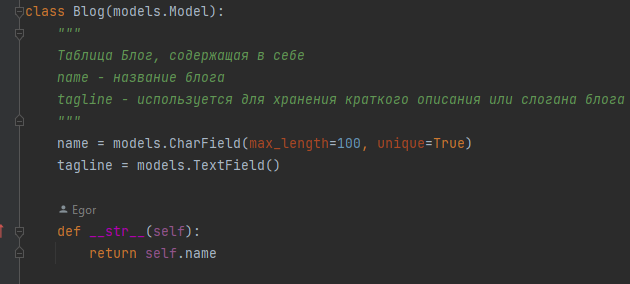 class Blog(models.Model):
    """
    Таблица Блог, содержащая в себе
    name - название блога
    tagline - используется для хранения краткого описания или слогана блога
    """
    name = models.CharField(max_length=100, unique=True)
    tagline = models.TextField()
    Egor
    def __str__(self):
        return self.name